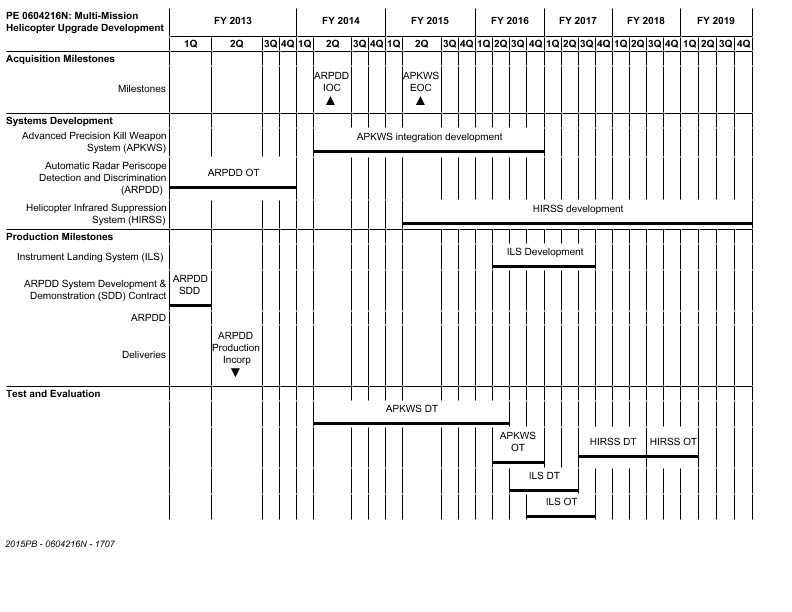 PE 0604216N: Multi-Mission
Helicopter Upgrade Development
FY 2013 FY 2014 FY 2015 FY 2016 FY 2017 FY 2018 FY 2019
1Q 2Q 3Q 4Q 1Q 2Q 3Q 4Q 1Q 2Q 3Q 4Q 1Q 2Q 3Q 4Q 1Q 2Q 3Q 4Q 1Q 2Q 3Q 4Q 1Q 2Q 3Q 4Q
Acquisition Milestones
Milestones
ARPDD
IOC
APKWS
EOC
Systems Development
Advanced Precision Kill Weapon
System (APKWS)
APKWS integration development
Automatic Radar Periscope
Detection and Discrimination
(ARPDD)
ARPDD OT
Helicopter Infrared Suppression
System (HIRSS)
HIRSS development
Production Milestones
Instrument Landing System (ILS)
ILS Development
ARPDD System Development &
Demonstration (SDD) Contract
ARPDD
SDD
ARPDD
Deliveries
ARPDD
Production
Incorp
Test and Evaluation
APKWS DT
APKWS
OT
HIRSS DT
HIRSS OT
ILS DT
ILS OT
2015PB - 0604216N - 1707